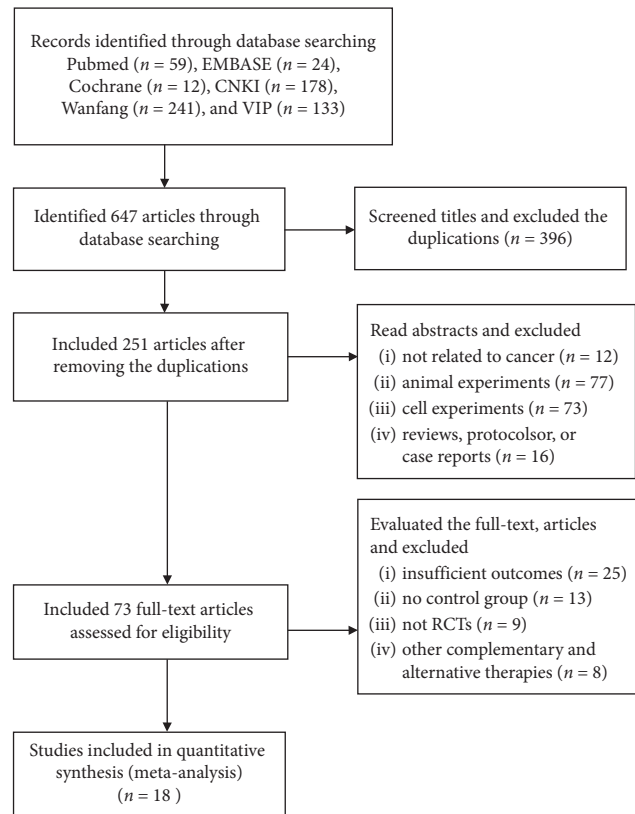 Records identified through database searching
Pubmed (n = 59), EMBASE (n = 24),
Cochrane (n = 12), CNKI (n = 178),
Wanfang (n = 241), and VIP (n = 133)
Identified 647 articles through
database searching
Screened titles and excluded the
duplications (n = 396)
Included 251 articles after
removing the duplications
Read abstracts and excluded
(i) not related to cancer (n = 12)
(ii) animal experiments (n = 77)
(iii) cell experiments (n = 73)
(iv) reviews, protocolsor, or
case reports (n = 16)
Included 73 full-text articles
assessed for eligibility
Evaluated the full-text, articles
and excluded
(i) insufficient outcomes (n = 25)
(ii) no control group (n = 13)
(iii) not RCTs (n = 9)
(iv) other complementary and
alternative therapies (n = 8)
Studies included in quantitative
synthesis (meta-analysis)
(n = 18 )